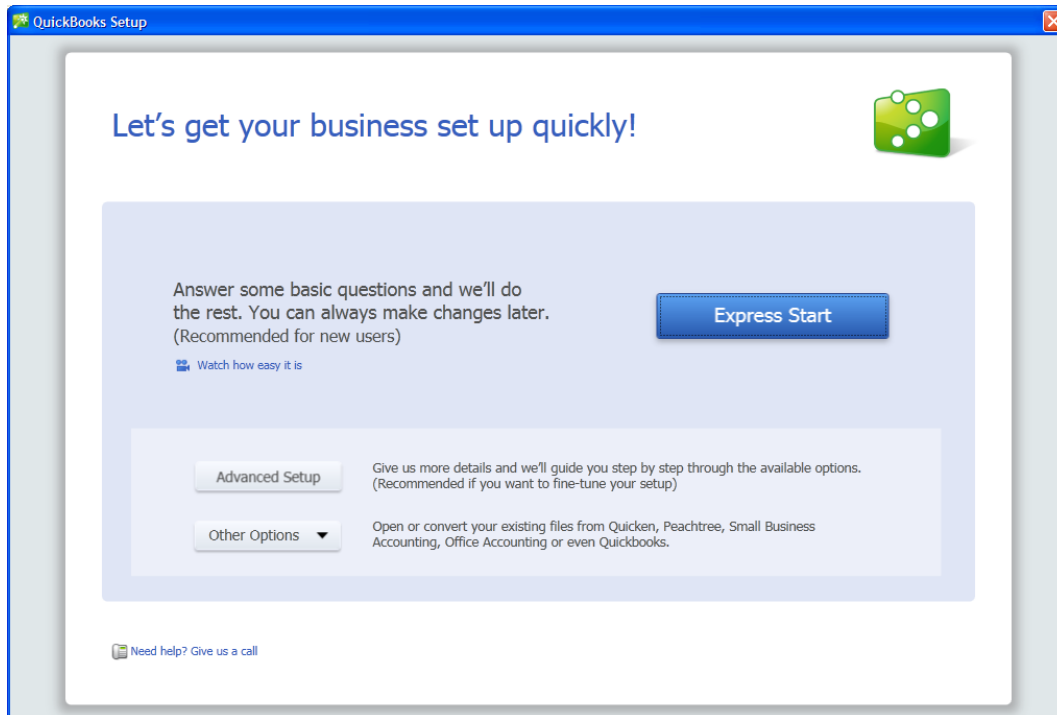 QuickBooks Setup
Let's get your business set up quickly!
Answer some basic questions and we'll do
the rest. You can always make changes later.
(Recommended for new users)
Watch how easy it is
Express Start
Advanced Setup
Give us more details and we'll guide you step by step through the available options.
(Recommended if you want to fine-tune your setup)
Other Options
Open or convert your existing files from Quicken, Peachtree, Small Business
Accounting, Office Accounting or even Quickbooks.
Need help? Give us a call